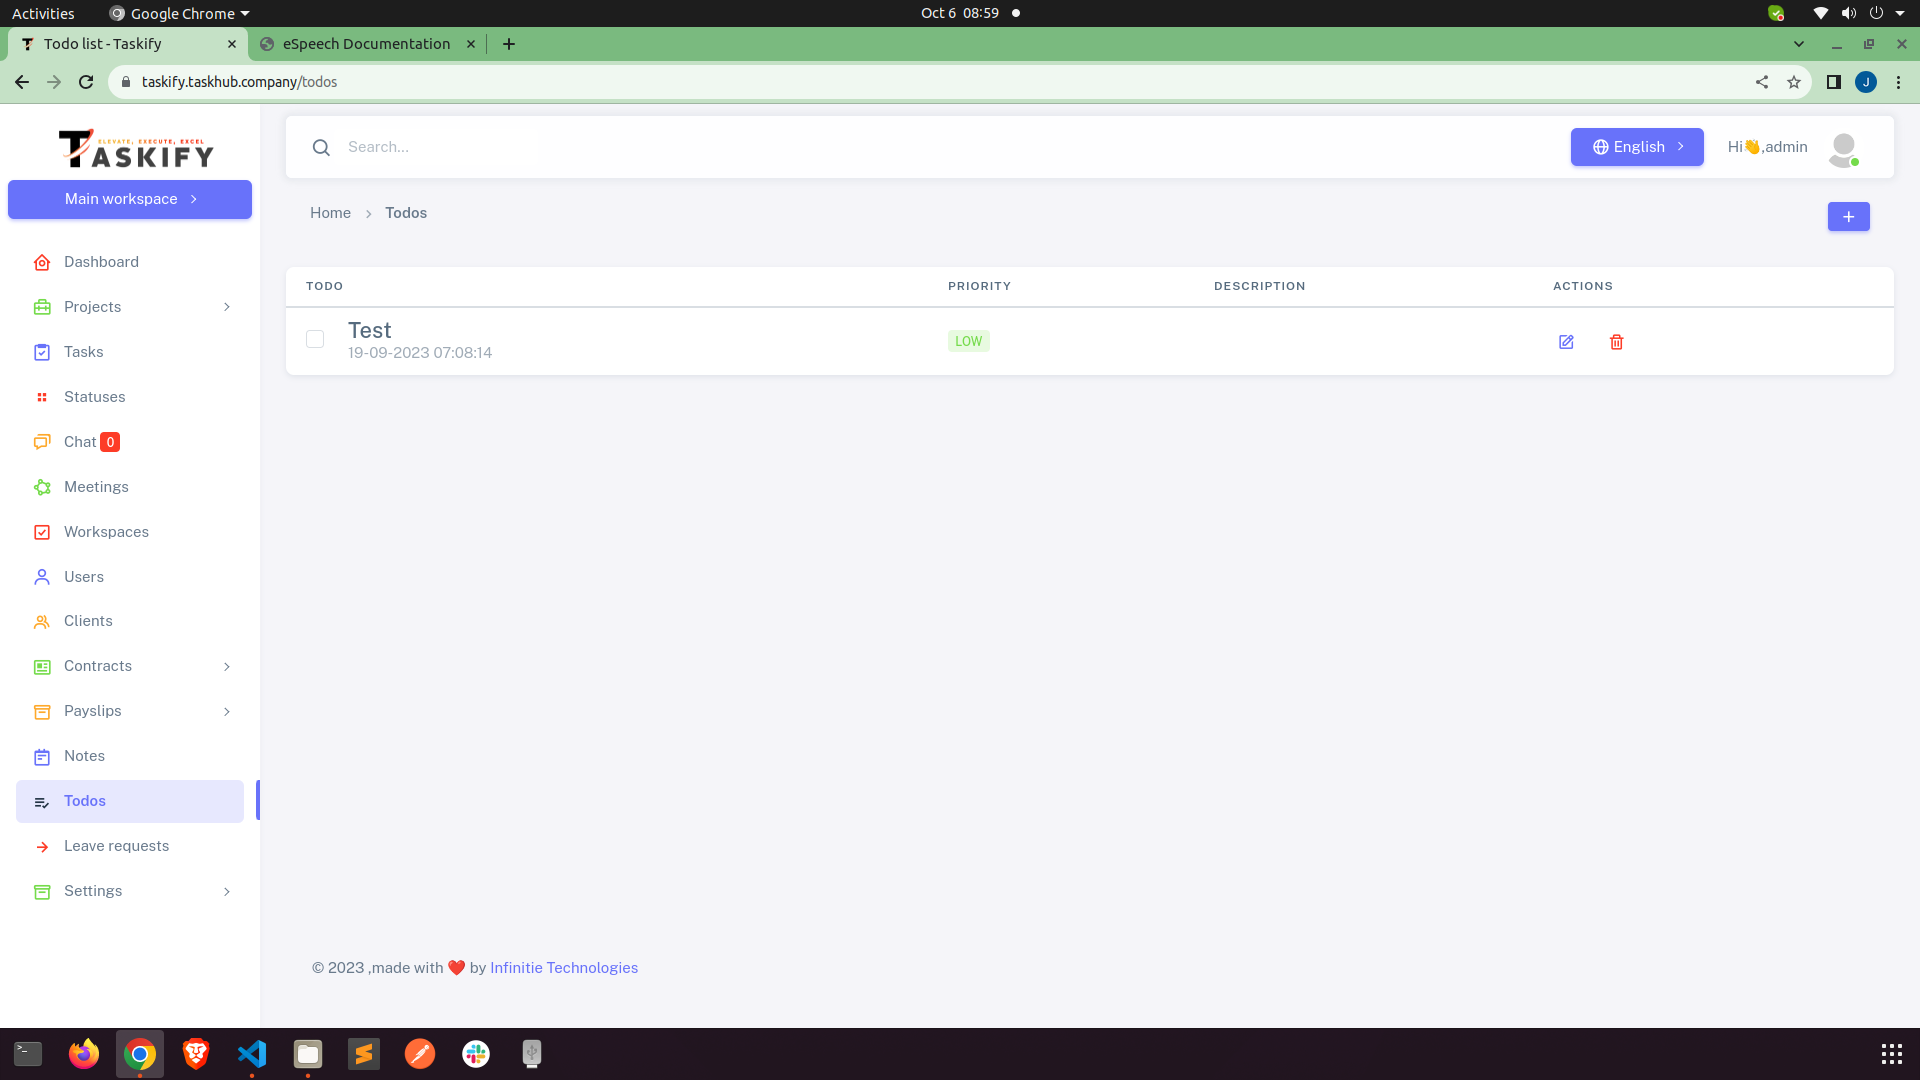 Activities
Google Chrome
Oct 6 08:59
Todo list - Taskify
eSpeech Documentation
taskify.taskhub.company/todos
J
ELEVATE, EXECUTE, EXCEL
TASKIFY
Main workspace
Dashboard
Projects
Tasks
Statuses
Chat 0
Meetings
Workspaces
Users
Clients
Contracts
Payslips
Notes
Todos
Leave requests
Settings
Search...
English
Hi👋,admin
Home > Todos
+
TODO PRIORITY DESCRIPTION ACTIONS
Test
19-09-2023 07:08:14
LOW
© 2023 ,made with ❤️ by Infinitie Technologies